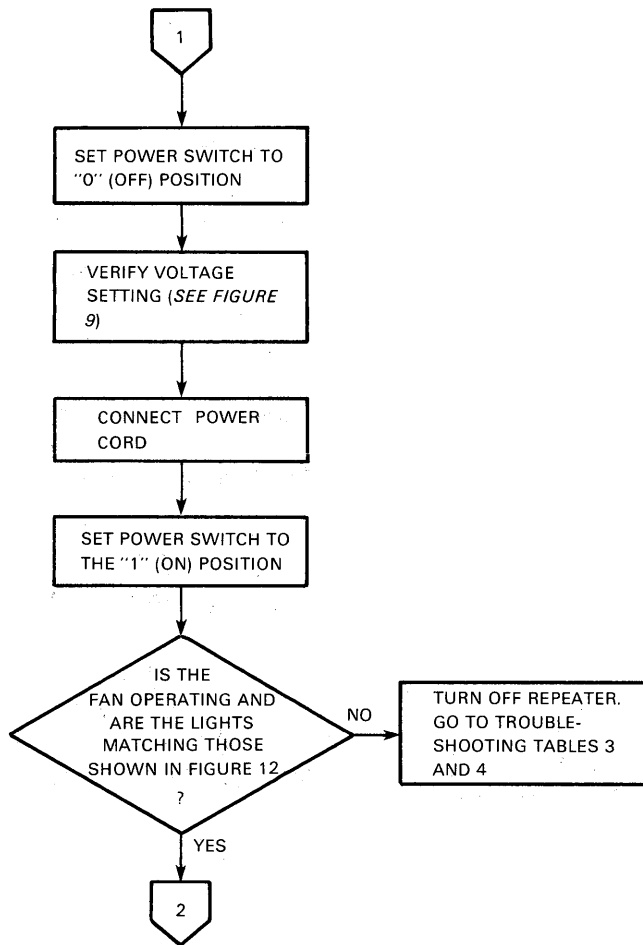 1
SET POWER SWITCH TO
"0" (OFF) POSITION
VERIFY VOLTAGE
SETTING (SEE FIGURE
9)
CONNECT POWER
CORD
SET POWER SWITCH TO
THE "1" (ON) POSITION
IS THE
FAN OPERATING AND
ARE THE LIGHTS
MATCHING THOSE
SHOWN IN FIGURE 12
?
NO
TURN OFF REPEATER.
GO TO TROUBLE-
SHOOTING TABLES 3
AND 4
YES
2